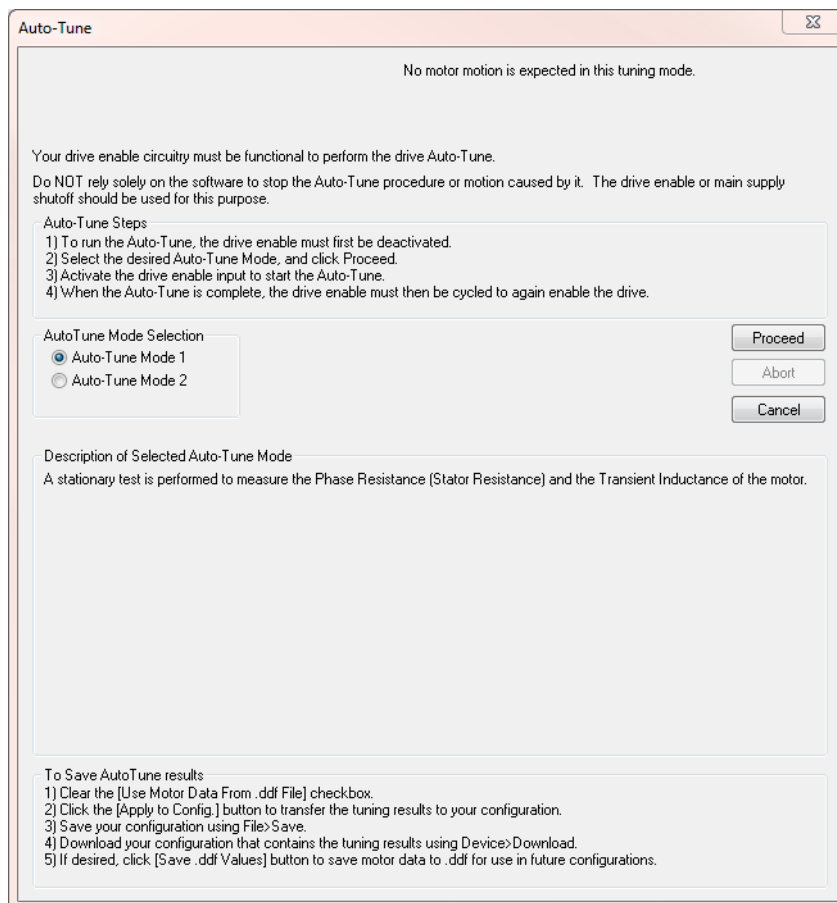 Auto-Tune
No motor motion is expected in this tuning mode.
Your drive enable circuitry must be functional to perform the drive Auto-Tune.
Do NOT rely solely on the software to stop the Auto-Tune procedure or motion caused by it.  The drive enable or main supply
shutoff should be used for this purpose.
Auto-Tune Steps
1) To run the Auto-Tune, the drive enable must first be deactivated.
2) Select the desired Auto-Tune Mode, and click Proceed.
3) Activate the drive enable input to start the Auto-Tune.
4) When the Auto-Tune is complete, the drive enable must then be cycled to again enable the drive.
AutoTune Mode Selection
Auto-Tune Mode 1
Auto-Tune Mode 2
Proceed
Abort
Cancel
Description of Selected Auto-Tune Mode
A stationary test is performed to measure the Phase Resistance (Stator Resistance) and the Transient Inductance of the motor.
To Save AutoTune results
1) Clear the [Use Motor Data From .ddf File] checkbox.
2) Click the [Apply to Config.] button to transfer the tuning results to your configuration.
3) Save your configuration using File>Save.
4) Download your configuration that contains the tuning results using Device>Download.
5) If desired, click [Save .ddf Values] button to save motor data to .ddf for use in future configurations.